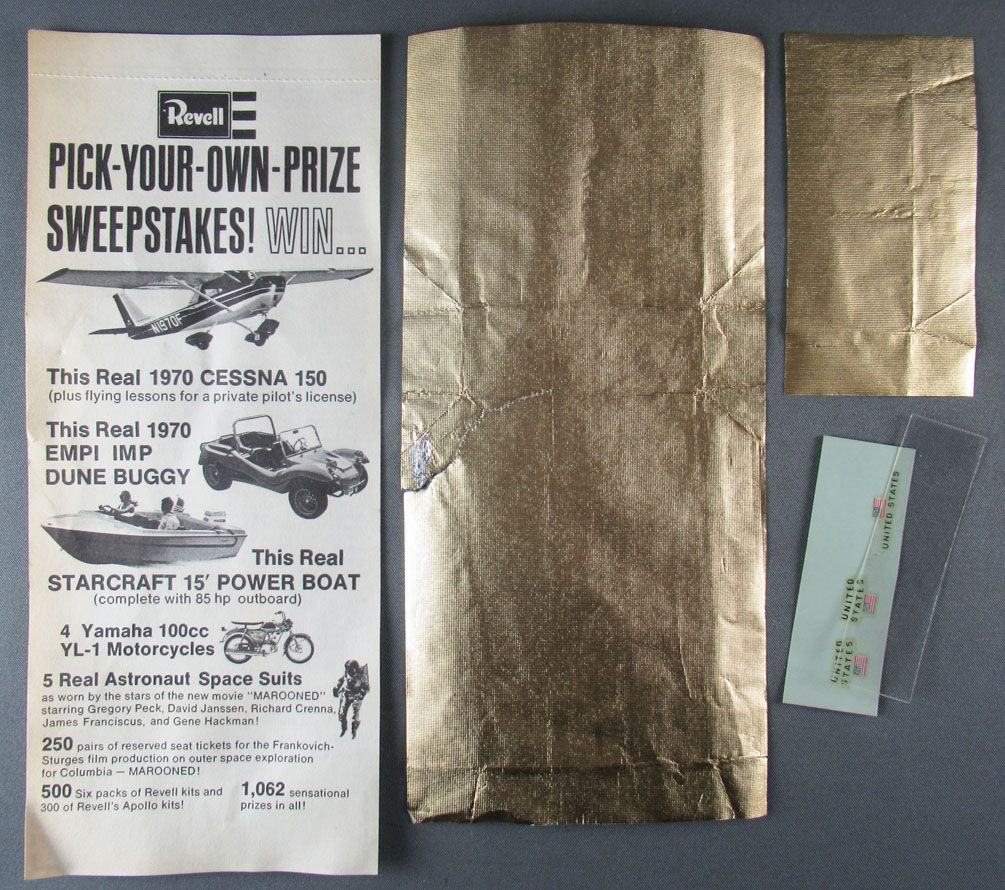 Revell
PICK-YOUR-OWN-PRIZE
SWEEPSTAKES! WIN...
N1970F
This Real 1970 CESSNA 150
(plus flying lessons for a private pilot's license)
This Real 1970
EMPI IMP
DUNE BUGGY
This Real
STARCRAFT 15' POWER BOAT
(complete with 85 hp outboard)
4 Yamaha 100cc
YL-1 Motorcycles
5 Real Astronaut Space Suits
as worn by the stars of the new movie "MAROONED"
starring Gregory Peck, David Janssen, Richard Crenna,
James Franciscus, and Gene Hackman!
250 pairs of reserved seat tickets for the Frankovich-
Sturges film production on outer space exploration
for Columbia — MAROONED!
500 Six packs of Revell kits and
300 of Revell's Apollo kits!
1,062 sensational
prizes in all!
UNITED STATES
UNITED
STATES
UNITED
STATES